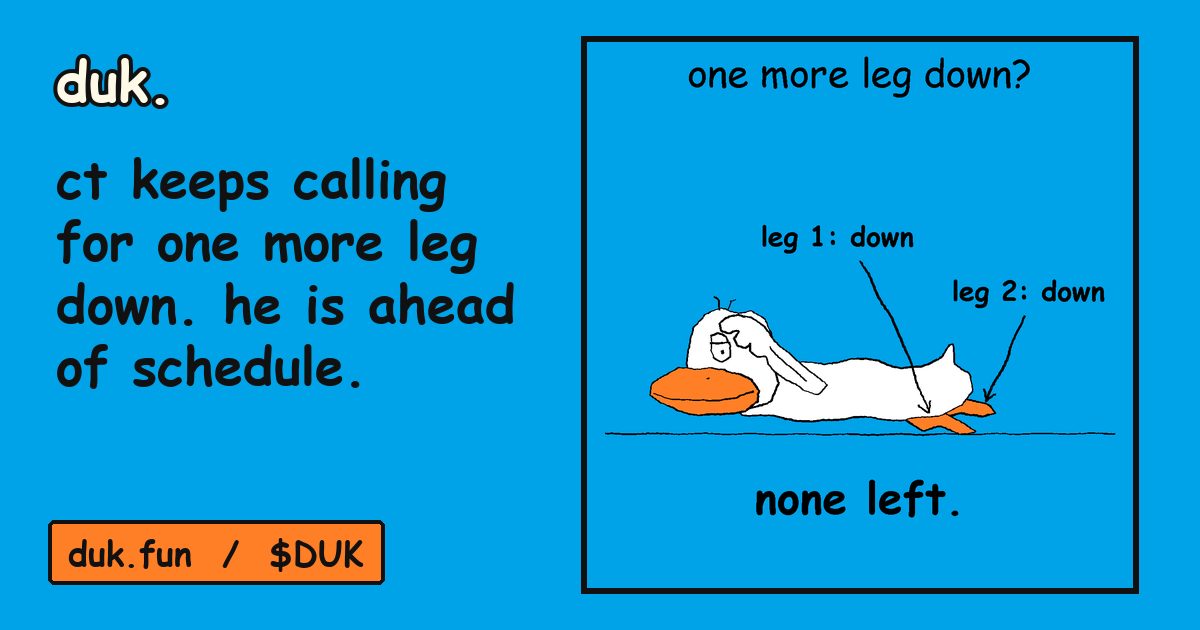 duk.
ct keeps calling
for one more leg
down. he is ahead
of schedule.
duk.fun / $DUK
one more leg down?
leg 1: down
leg 2: down
none left.